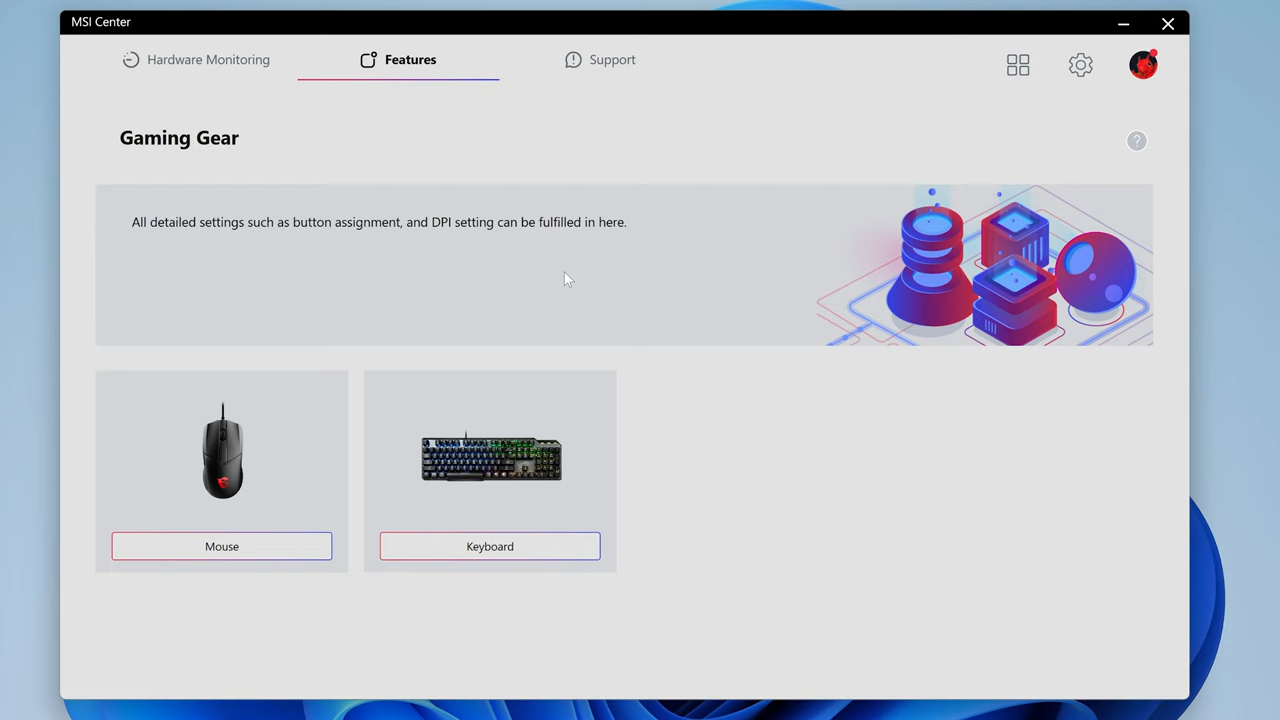 MSI Center
Hardware Monitoring
Features
Support
Gaming Gear
?
All detailed settings such as button assignment, and DPI setting can be fulfilled in here.
Mouse
Keyboard